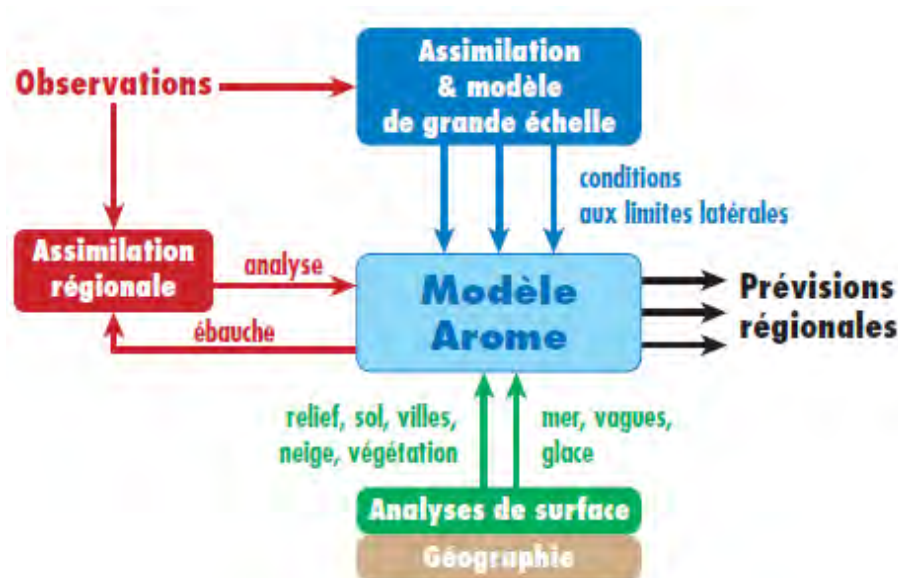 Observations
Assimilation
& modèle
de grande échelle
conditions
aux limites latérales
Assimilation
régionale
analyse
ébauche
Modèle
Arome
Prévisions
régionales
relief, sol, villes,
neige, végétation
mer, vagues,
glace
Analyses de surface
Géographie